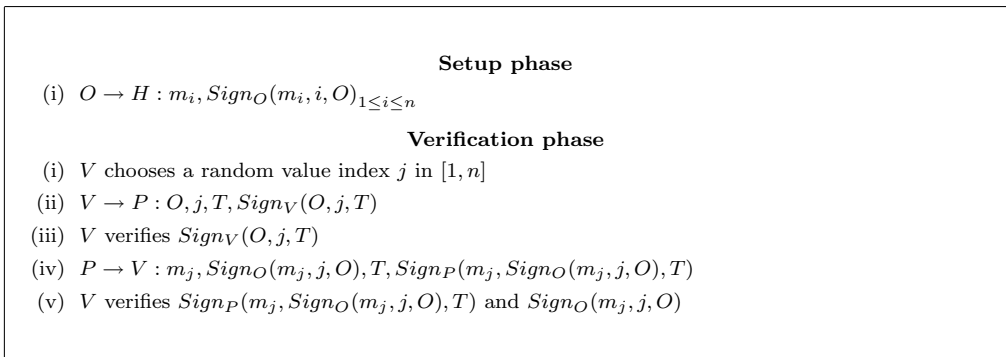 Setup phase
(i) O → H : m_i, Sign_O(m_i, i, O)_{1≤i≤n}
Verification phase
(i) V chooses a random value index j in [1, n]
(ii) V → P : O, j, T, Sign_V(O, j, T)
(iii) V verifies Sign_V(O, j, T)
(iv) P → V : m_j, Sign_O(m_j, j, O), T, Sign_P(m_j, Sign_O(m_j, j, O), T)
(v) V verifies Sign_P(m_j, Sign_O(m_j, j, O), T) and Sign_O(m_j, j, O)